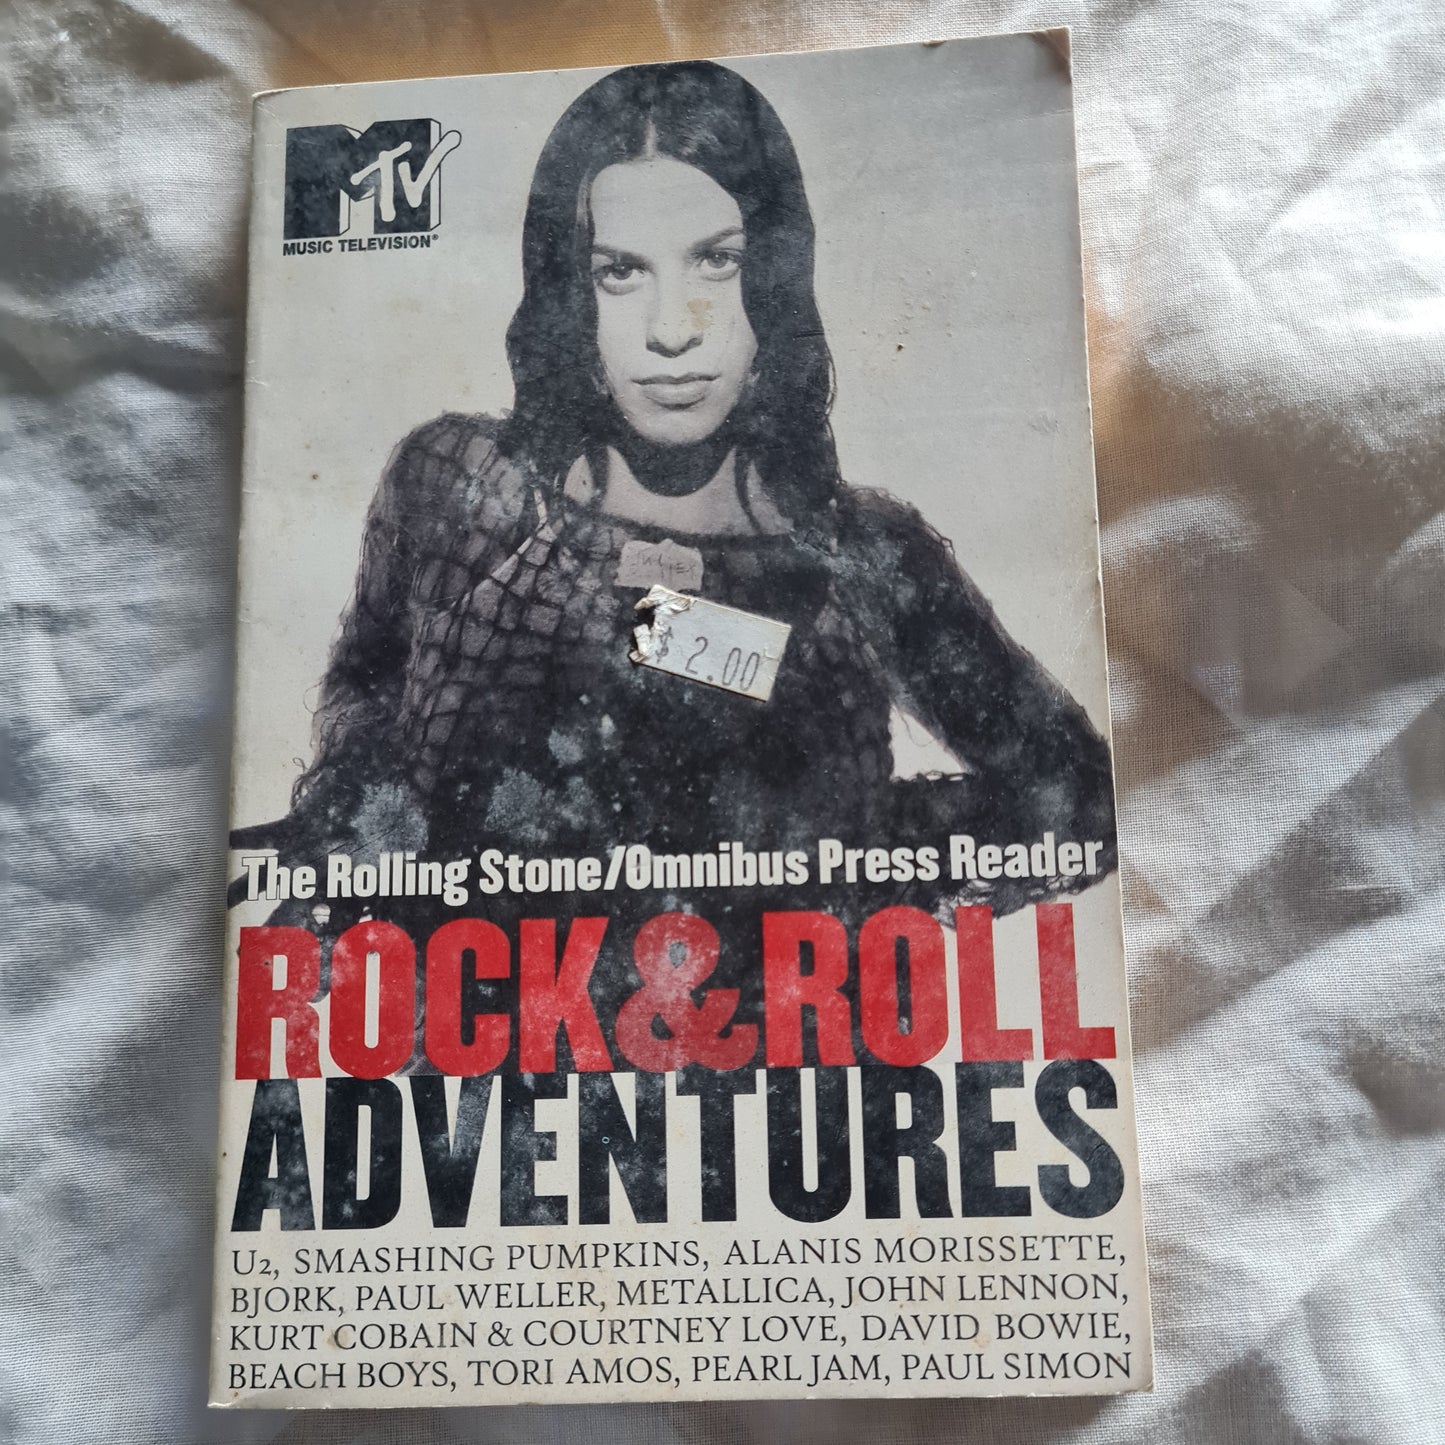 MTV
MUSIC TELEVISION®
$ 2.00
The Rolling Stone/Omnibus Press Reader
ROCK&ROLL
ADVENTURES
U2, SMASHING PUMPKINS, ALANIS MORISSETTE,
BJORK, PAUL WELLER, METALLICA, JOHN LENNON,
KURT COBAIN & COURTNEY LOVE, DAVID BOWIE,
BEACH BOYS, TORI AMOS, PEARL JAM, PAUL SIMON